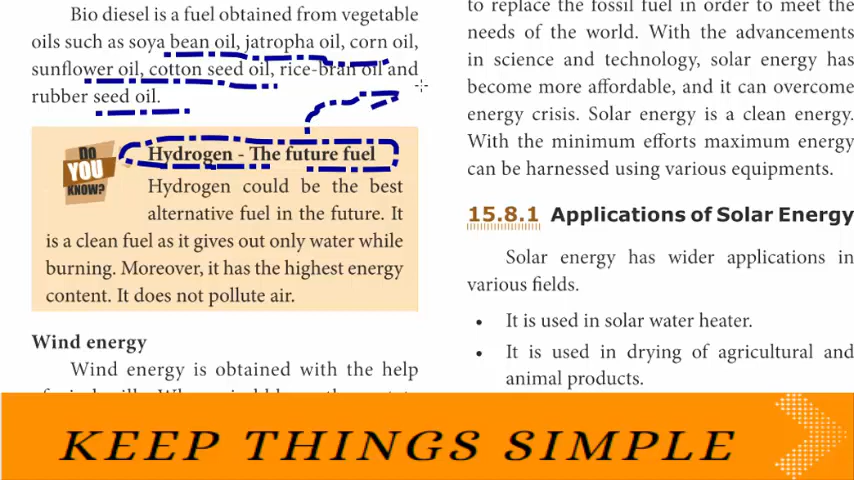 Bio diesel is a fuel obtained from vegetable
oils such as soya bean oil, jatropha oil, corn oil,
sunflower oil, cotton seed oil, rice-bran oil and
rubber seed oil.
DO
YOU
KNOW?
Hydrogen - The future fuel
Hydrogen could be the best
alternative fuel in the future. It
is a clean fuel as it gives out only water while
burning. Moreover, it has the highest energy
content. It does not pollute air.
Wind energy
Wind energy is obtained with the help
to replace the fossil fuel in order to meet the
needs of the world. With the advancements
in science and technology, solar energy has
become more affordable, and it can overcome
energy crisis. Solar energy is a clean energy.
With the minimum efforts maximum energy
can be harnessed using various equipments.
15.8.1 Applications of Solar Energy
Solar energy has wider applications in
various fields.
• It is used in solar water heater.
• It is used in drying of agricultural and
animal products.
KEEP THINGS SIMPLE